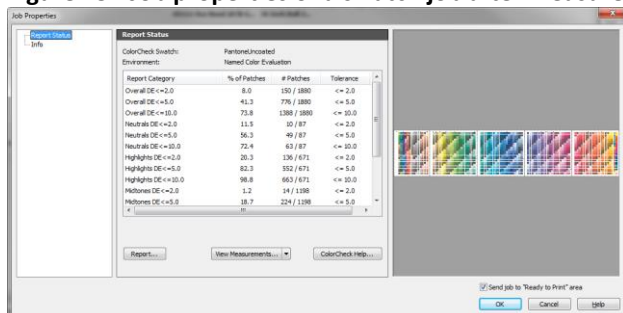 Job Properties
Report Status
Info
Report Status
ColorCheck Swatch: PantoneUncoated
Environment: Named Color Evaluation
Report Category % of Patches # Patches Tolerance
Overall DE<=2.0 8.0 150 / 1880 <= 2.0
Overall DE<=5.0 41.3 776 / 1880 <= 5.0
Overall DE<=10.0 73.8 1388 / 1880 <= 10.0
Neutrals DE<=2.0 11.5 10 / 87 <= 2.0
Neutrals DE<=5.0 56.3 49 / 87 <= 5.0
Neutrals DE<=10.0 72.4 63 / 87 <= 10.0
Highlights DE<=2.0 20.3 136 / 671 <= 2.0
Highlights DE<=5.0 82.3 552 / 671 <= 5.0
Highlights DE<=10.0 98.8 663 / 671 <= 10.0
Midtones DE<=2.0 1.2 14 / 1198 <= 2.0
Midtones DE<=5.0 18.7 224 / 1198 <= 5.0
Report... View Measurements... ColorCheck Help...
Send job to "Ready to Print" area
OK Cancel Help